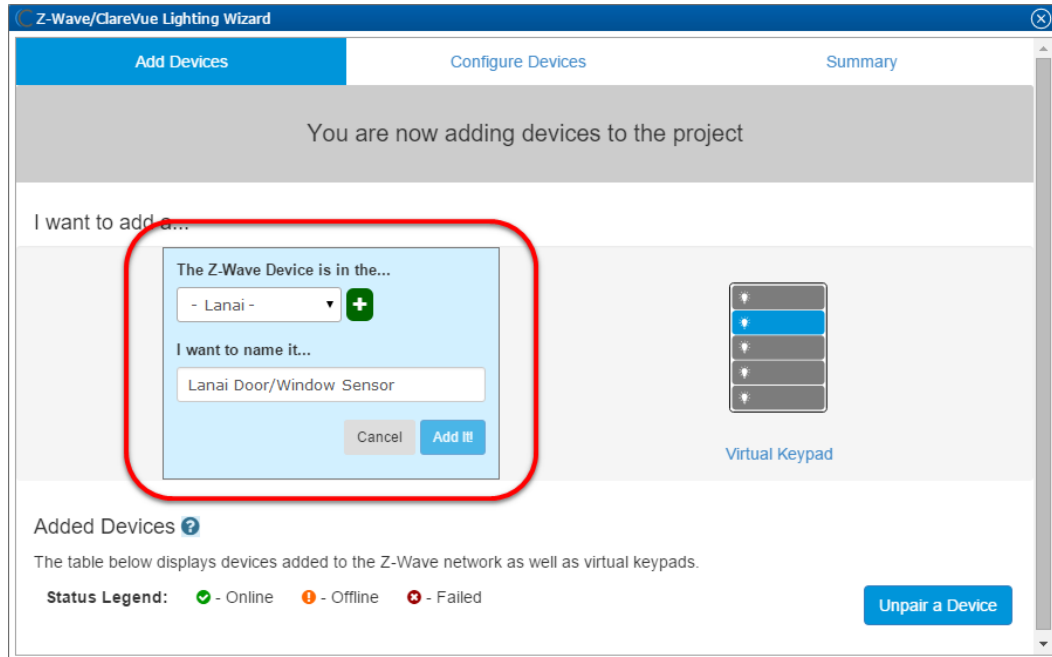 Z-Wave/ClareVue Lighting Wizard
Add Devices Configure Devices Summary
You are now adding devices to the project
I want to add a...
The Z-Wave Device is in the...
- Lanai -
I want to name it...
Lanai Door/Window Sensor
Cancel Add It!
Virtual Keypad
Added Devices
The table below displays devices added to the Z-Wave network as well as virtual keypads.
Status Legend: - Online - Offline - Failed
Unpair a Device